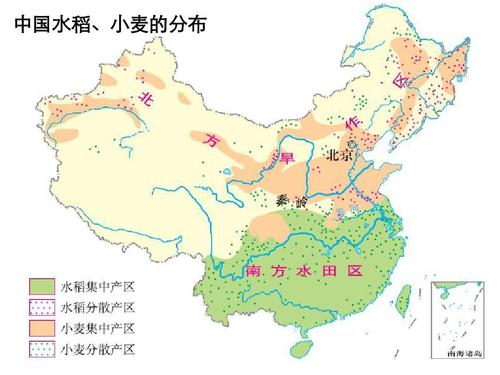 中国水稻、小麦的分布
北方旱作区
北京
秦岭
淮河
南方水田区
水稻集中产区
水稻分散产区
小麦集中产区
小麦分散产区
南海诸岛